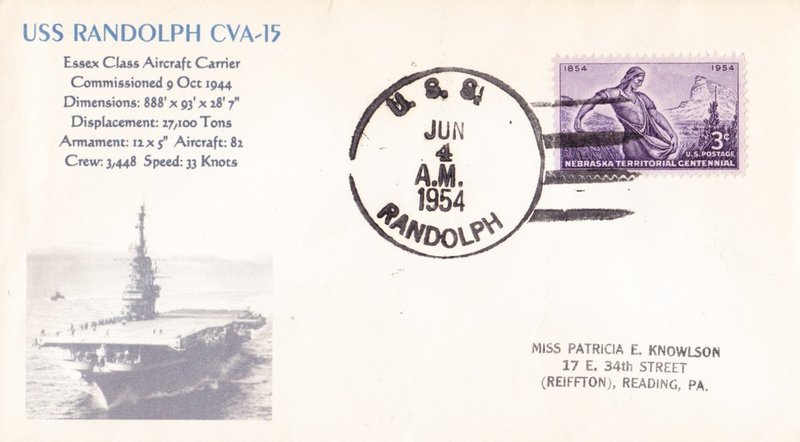 USS RANDOLPH CVA-15
Essex Class Aircraft Carrier
Commissioned 9 Oct 1944
Dimensions: 888' x 93' x 28' 7"
Displacement: 27,100 Tons
Armament: 12 x 5" Aircraft: 82
Crew: 3,448 Speed: 33 Knots
U. S. S.
JUN
4
A.M.
1954
RANDOLPH
1854 1954
3¢
U.S. POSTAGE
NEBRASKA TERRITORIAL CENTENNIAL
MISS PATRICIA E. KNOWLSON
17 E. 34th STREET
(REIFFTON), READING, PA.